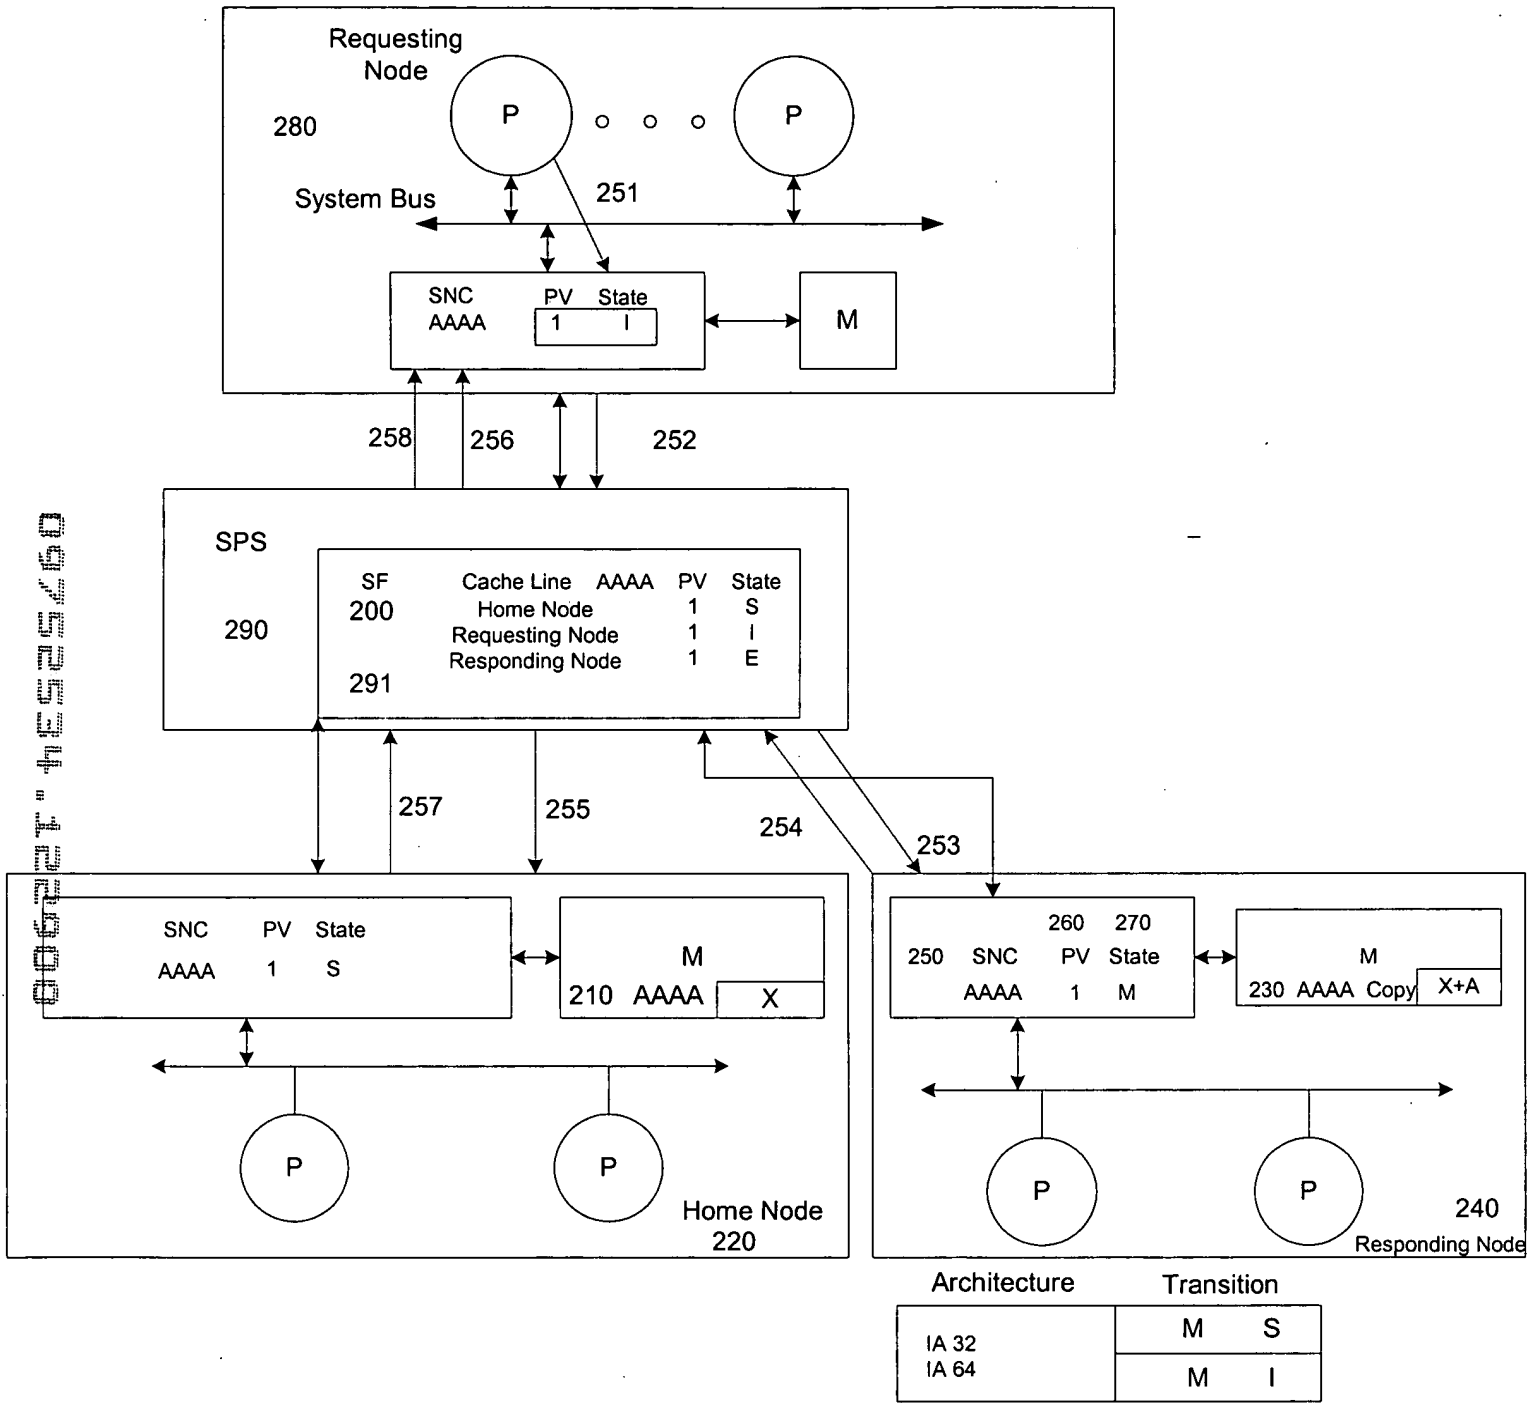 Requesting
Node
280
P
P
System Bus
251
SNC PV State
AAAA 1 I
M
258
256
252
SPS
290
SF Cache Line AAAA PV State
200 Home Node 1 S
Requesting Node 1 I
Responding Node 1 E
291
257
255
254
253
SNC PV State
AAAA 1 S
M
210 AAAA X
P
P
Home Node
220
260 270
250 SNC PV State
AAAA 1 M
M
230 AAAA Copy X+A
P
P
240
Responding Node
Architecture Transition
IA 32
IA 64
M S
M I
09752534.122900